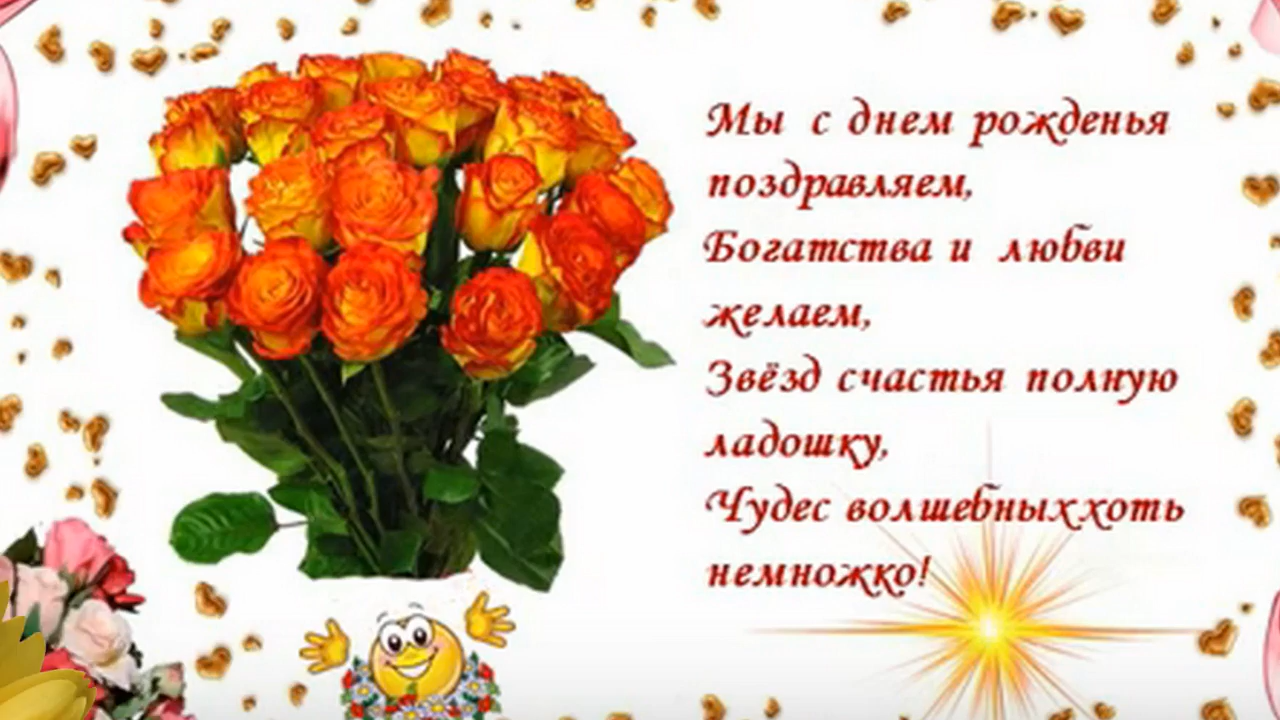 Мы с днем рожденья
поздравляем,
Богатства и любви
желаем,
Звёзд счастья полную
ладошку,
Чудес волшебныххоть
немножко!